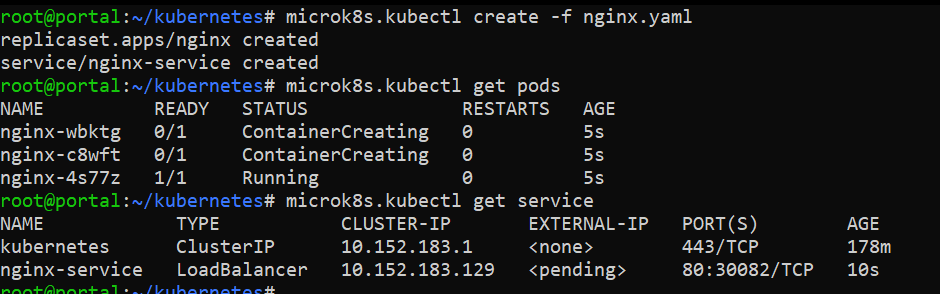 root@portal:~/kubernetes# microk8s.kubectl create -f nginx.yaml
replicaset.apps/nginx created
service/nginx-service created
root@portal:~/kubernetes# microk8s.kubectl get pods
NAME READY STATUS RESTARTS AGE
nginx-wbktg 0/1 ContainerCreating 0 5s
nginx-c8wft 0/1 ContainerCreating 0 5s
nginx-4s77z 1/1 Running 0 5s
root@portal:~/kubernetes# microk8s.kubectl get service
NAME TYPE CLUSTER-IP EXTERNAL-IP PORT(S) AGE
kubernetes ClusterIP 10.152.183.1 <none> 443/TCP 178m
nginx-service LoadBalancer 10.152.183.129 <pending> 80:30082/TCP 10s
root@portal:~/kubernetes#